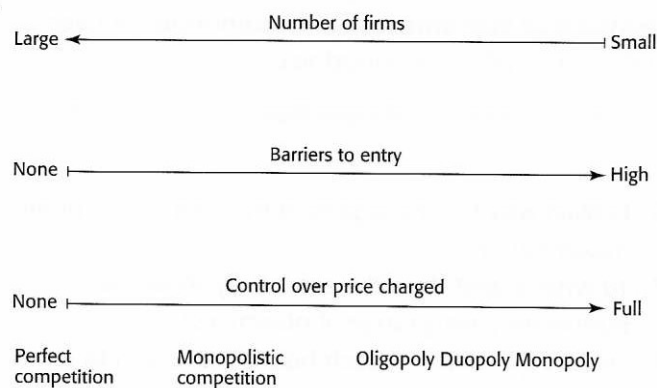 Number of firms
Large Small
Barriers to entry
None High
Control over price charged
None Full
Perfect competition
Monopolistic competition
Oligopoly Duopoly Monopoly